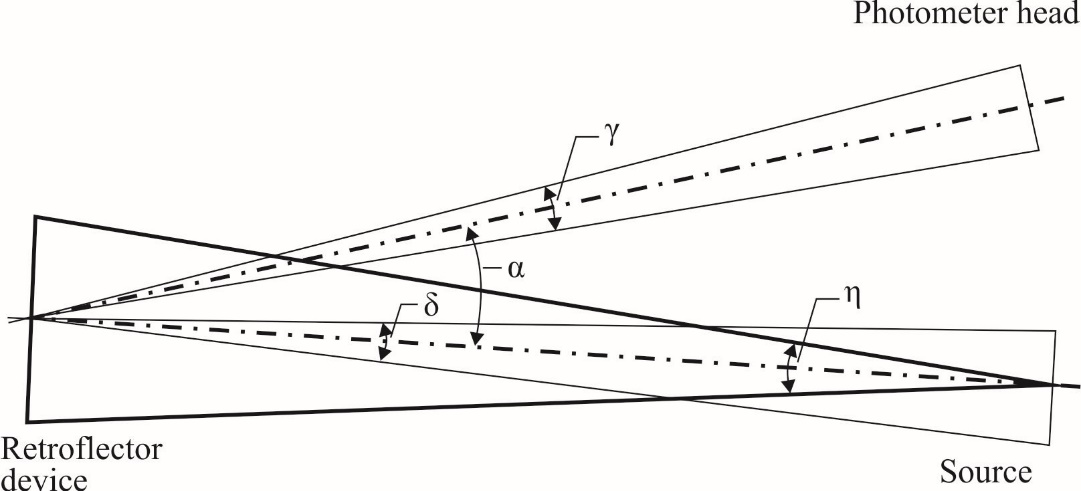 Photometer head
γ
α
δ
η
Retroflector
device
Source